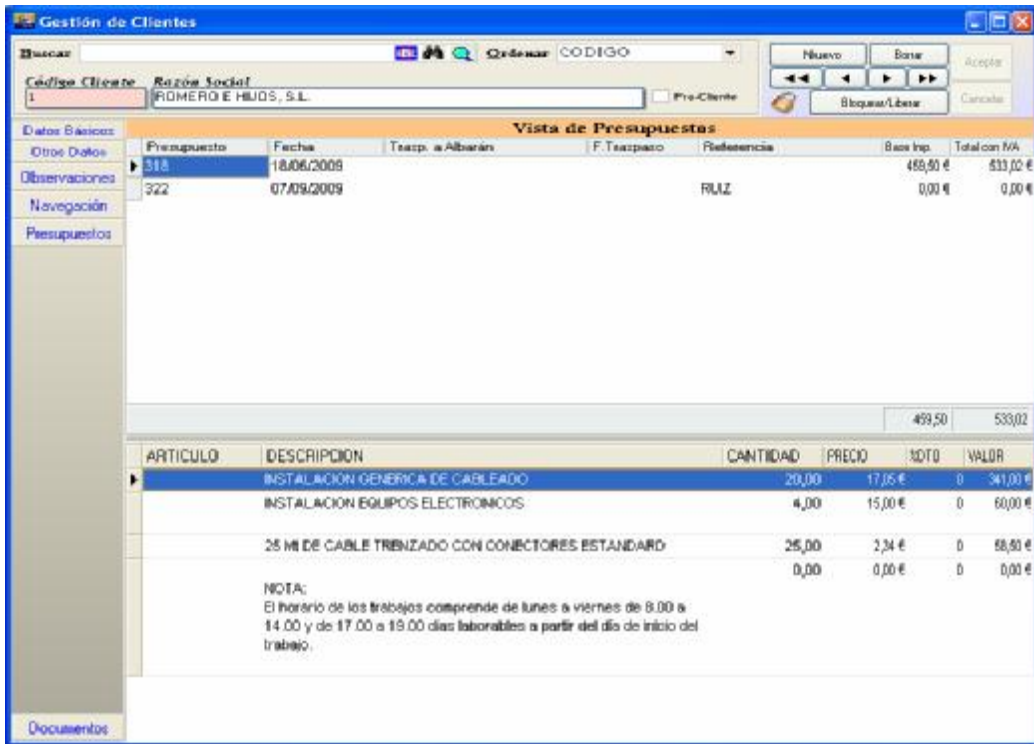 Gestión de Clientes
Buscar Ordenar CODIGO Nuevo Borrar Aceptar
Código Cliente Razón Social
1 ROMERO E HIJOS, S.L. Pre-Cliente Bloquear/Liberar Cancelar
Datos Básicos Vista de Presupuestos
Otros Datos Presupuesto Fecha Trasp. a Albarán F.Traspaso Referencia Base Imp. Total con IVA
318 18/06/2009 459,50 € 533,02 €
Observaciones
322 07/09/2009 RUIZ 0,00 € 0,00 €
Navegación
Presupuestos
459,50 533,02
ARTICULO DESCRIPCION CANTIDAD PRECIO %DTO VALOR
INSTALACION GENERICA DE CABLEADO 20,00 17,05 € 0 341,00 €
INSTALACION EQUIPOS ELECTRONICOS 4,00 15,00 € 0 60,00 €
25 Mt DE CABLE TRENZADO CON CONECTORES ESTANDARD 25,00 2,34 € 0 58,50 €
0,00 0,00 € 0 0,00 €
NOTA:
El horario de los trabajos comprende de lunes a viernes de 8.00 a
14.00 y de 17.00 a 19.00 dias laborables a partir del día de inicio del
trabajo.
Documentos